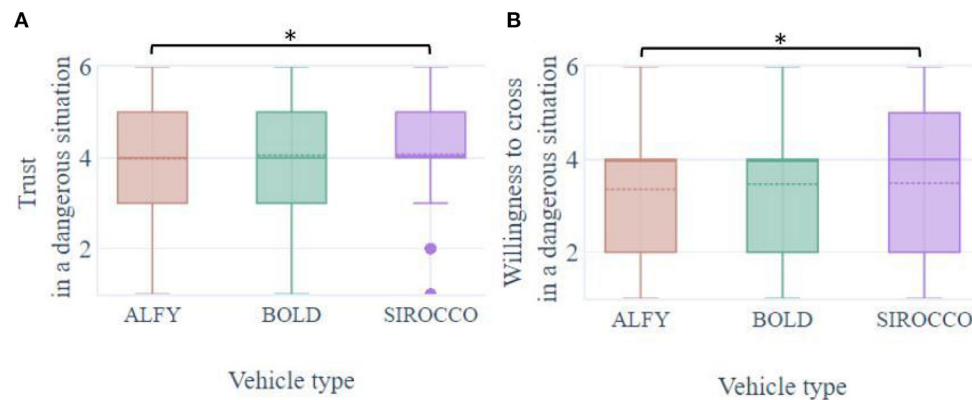 A
*
Trust
in a dangerous situation
6
4
2
ALFY BOLD SIROCCO
Vehicle type
B
*
Willingness to cross
in a dangerous situation
6
4
2
ALFY BOLD SIROCCO
Vehicle type